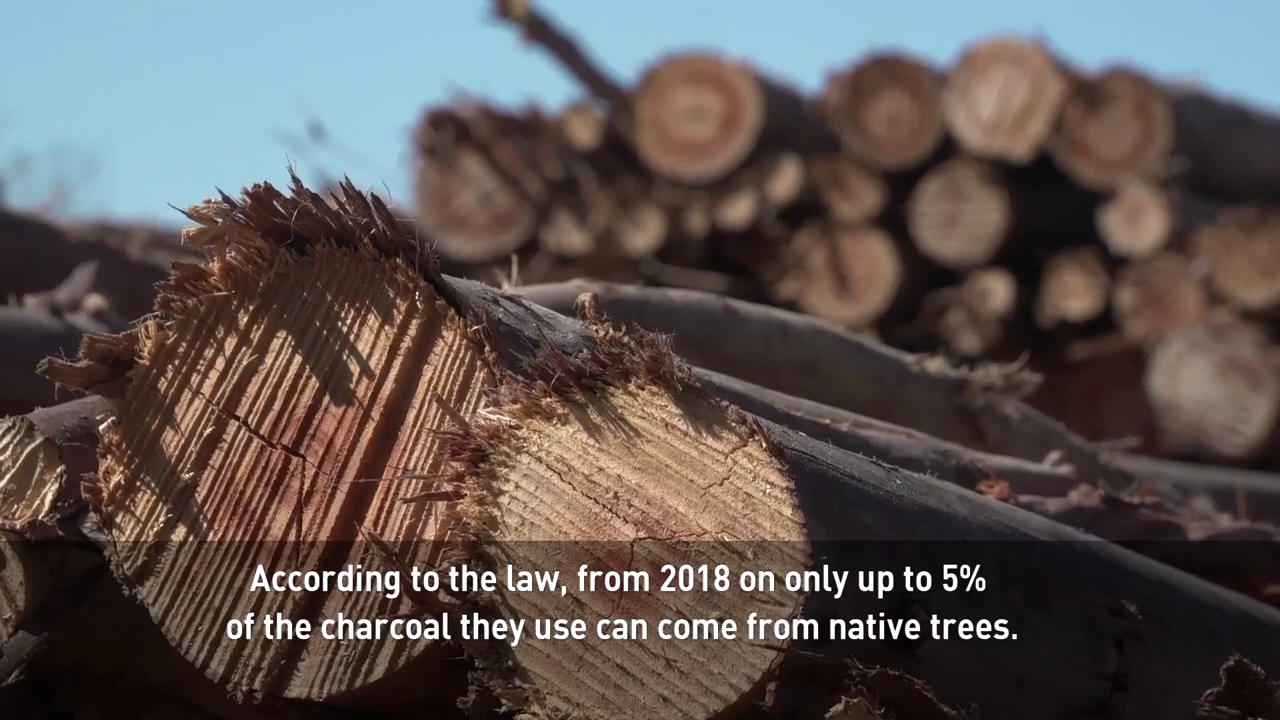 According to the law, from 2018 on only up to 5%
of the charcoal they use can come from native trees.